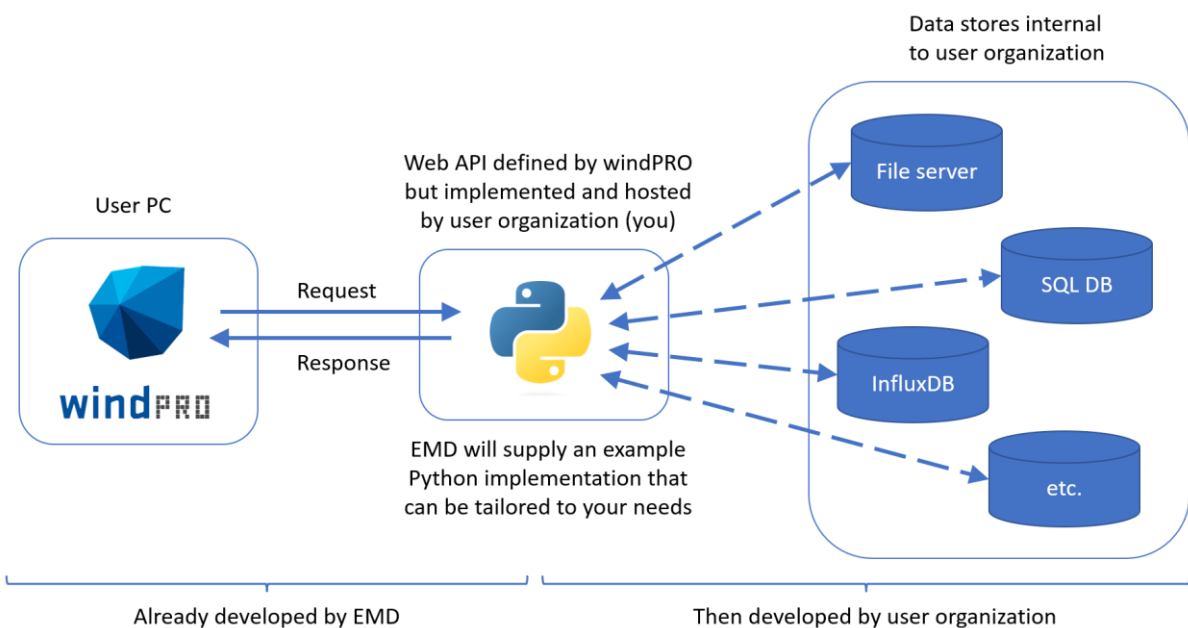 Data stores internal
to user organization
File server
SQL DB
InfluxDB
etc.
Web API defined by windPRO
but implemented and hosted
by user organization (you)
User PC
Request
Response
windPRO
EMD will supply an example
Python implementation that
can be tailored to your needs
Already developed by EMD
Then developed by user organization